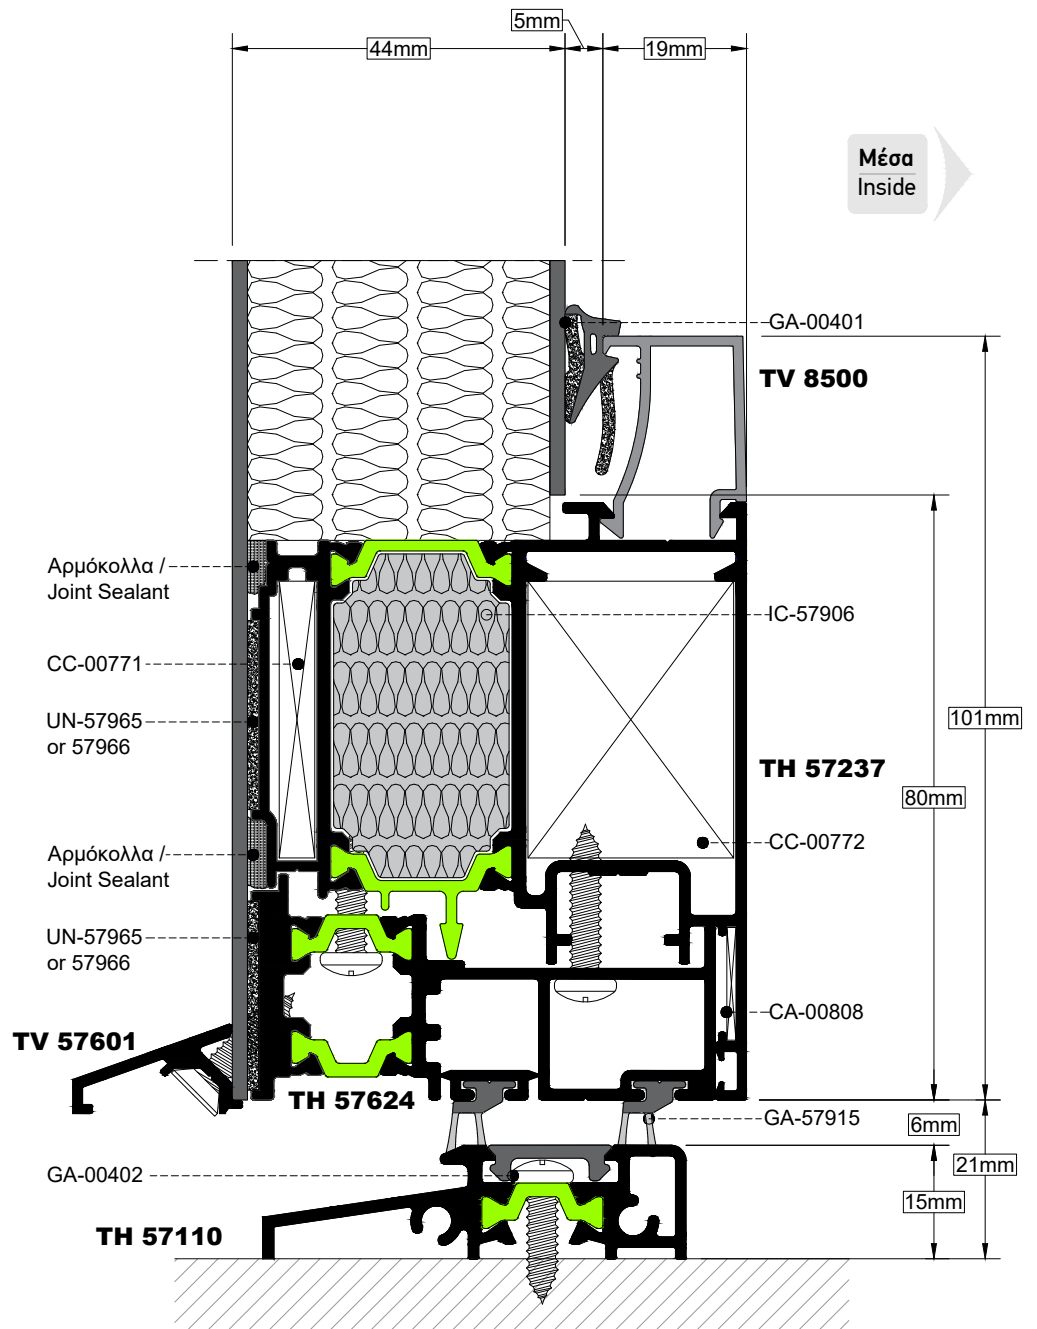 5mm
44mm
19mm
Μέσα
Inside
GA-00401
TV 8500
Αρμόκολλα /
Joint Sealant
IC-57906
CC-00771
UN-57965
or 57966
101mm
TH 57237
80mm
CC-00772
Αρμόκολλα /
Joint Sealant
UN-57965
or 57966
CA-00808
TV 57601
TH 57624
GA-57915
6mm
21mm
GA-00402
15mm
TH 57110